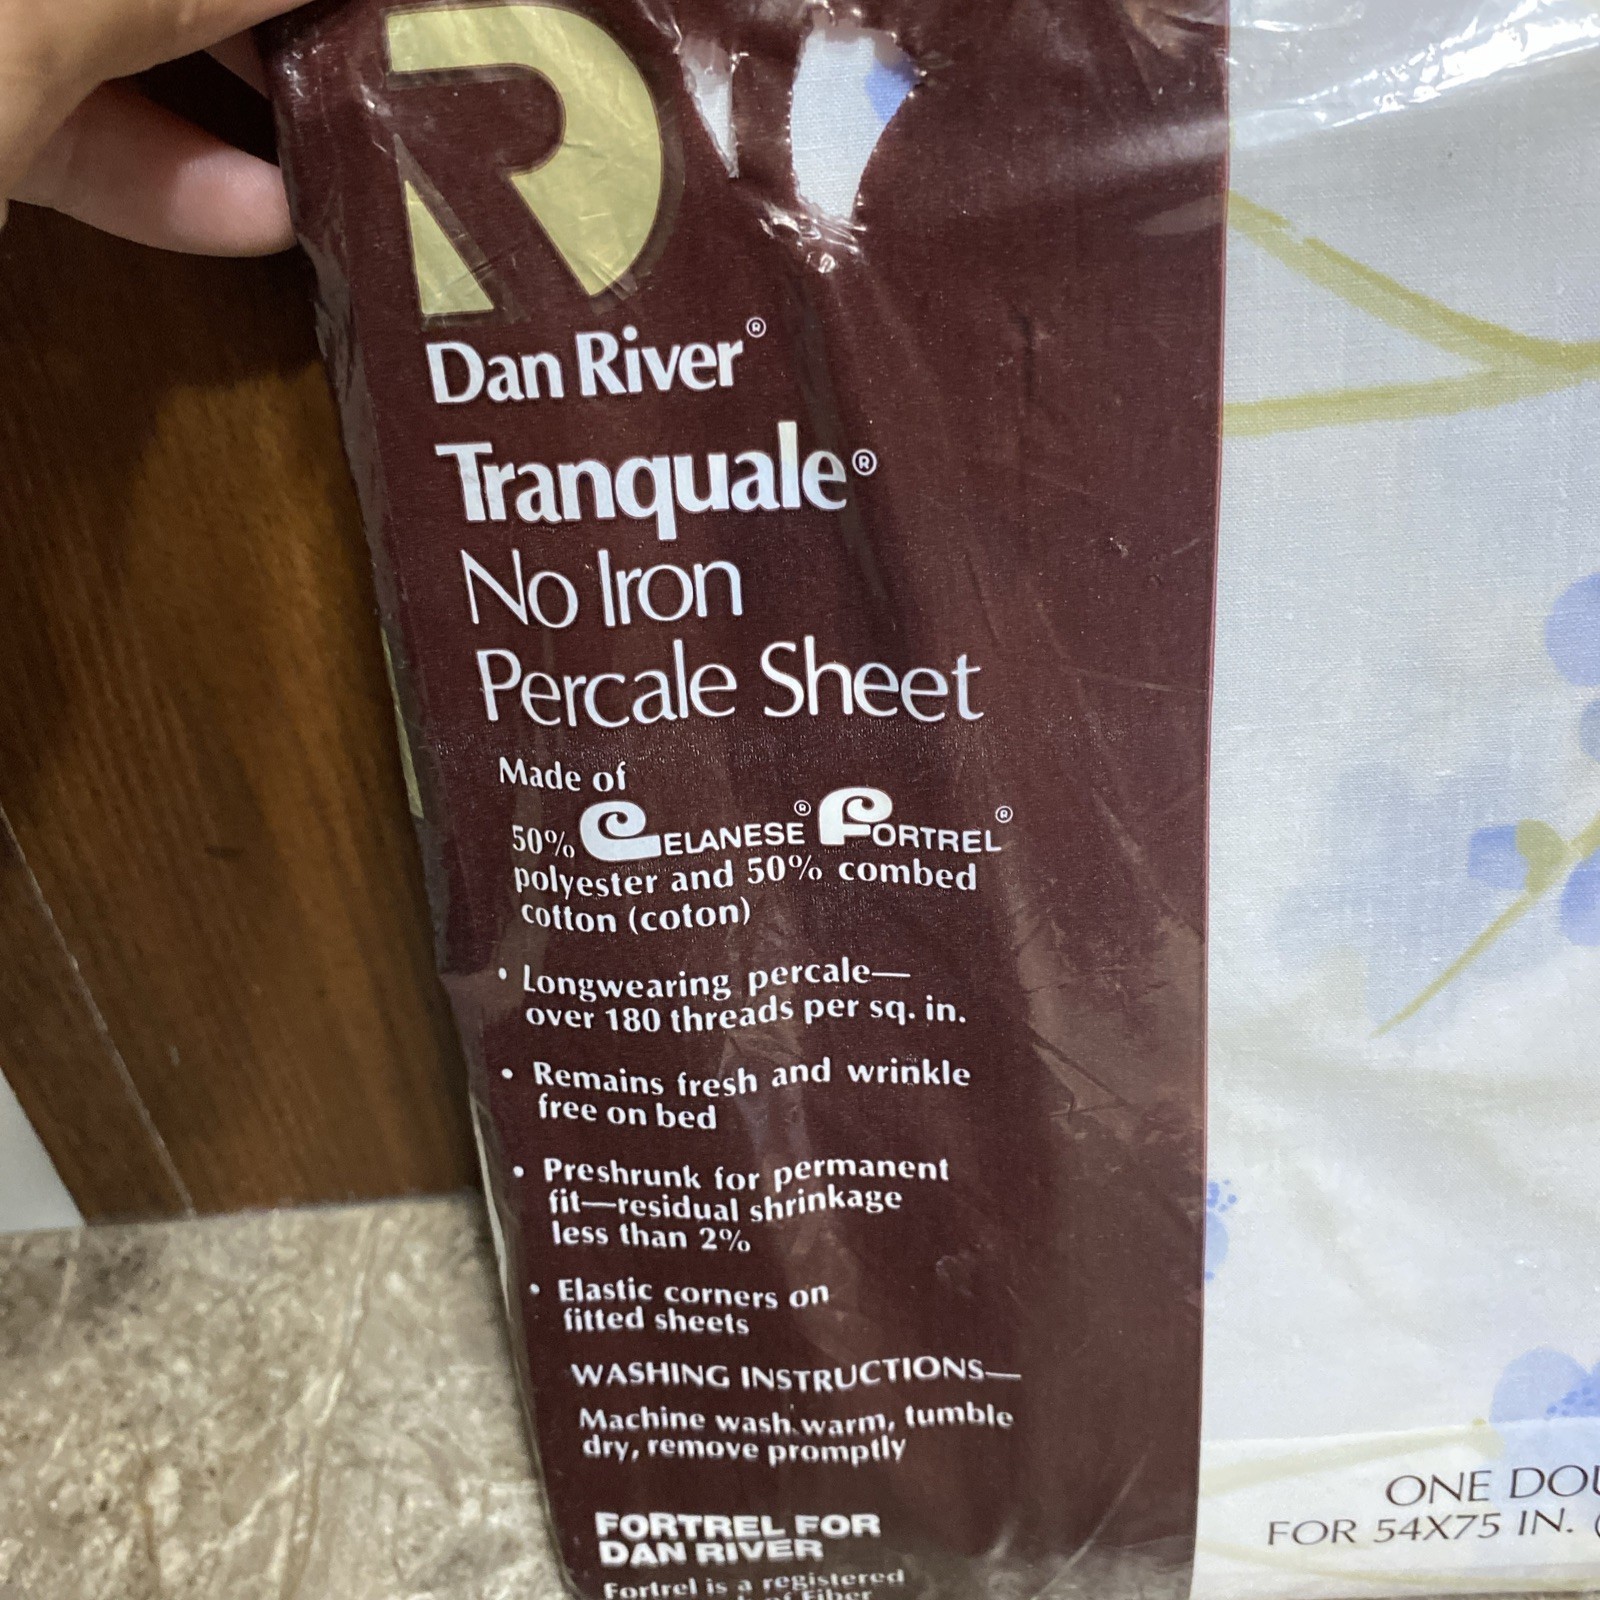 Dan River®
Tranquale®
No Iron
Percale Sheet
Made of
50% CELANESE® FORTREL®
polyester and 50% combed
cotton (coton)
• Longwearing percale—
over 180 threads per sq. in.
• Remains fresh and wrinkle
free on bed
• Preshrunk for permanent
fit—residual shrinkage
less than 2%
• Elastic corners on
fitted sheets
WASHING INSTRUCTIONS—
Machine wash warm, tumble
dry, remove promptly
FORTREL FOR
DAN RIVER
Fortrel is a registered
of Fiber
ONE DOU
FOR 54X75 IN. (